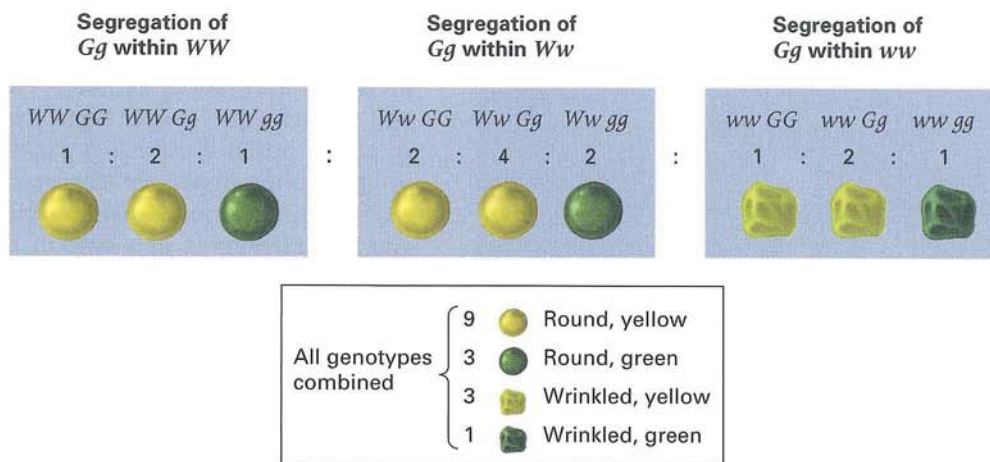 Segregation of
Gg within WW
Segregation of
Gg within Ww
Segregation of
Gg within ww
WW GG WW Gg WW gg
1 : 2 : 1
:
Ww GG Ww Gg Ww gg
2 : 4 : 2
:
ww GG ww Gg ww gg
1 : 2 : 1
All genotypes
combined
9 Round, yellow
3 Round, green
3 Wrinkled, yellow
1 Wrinkled, green